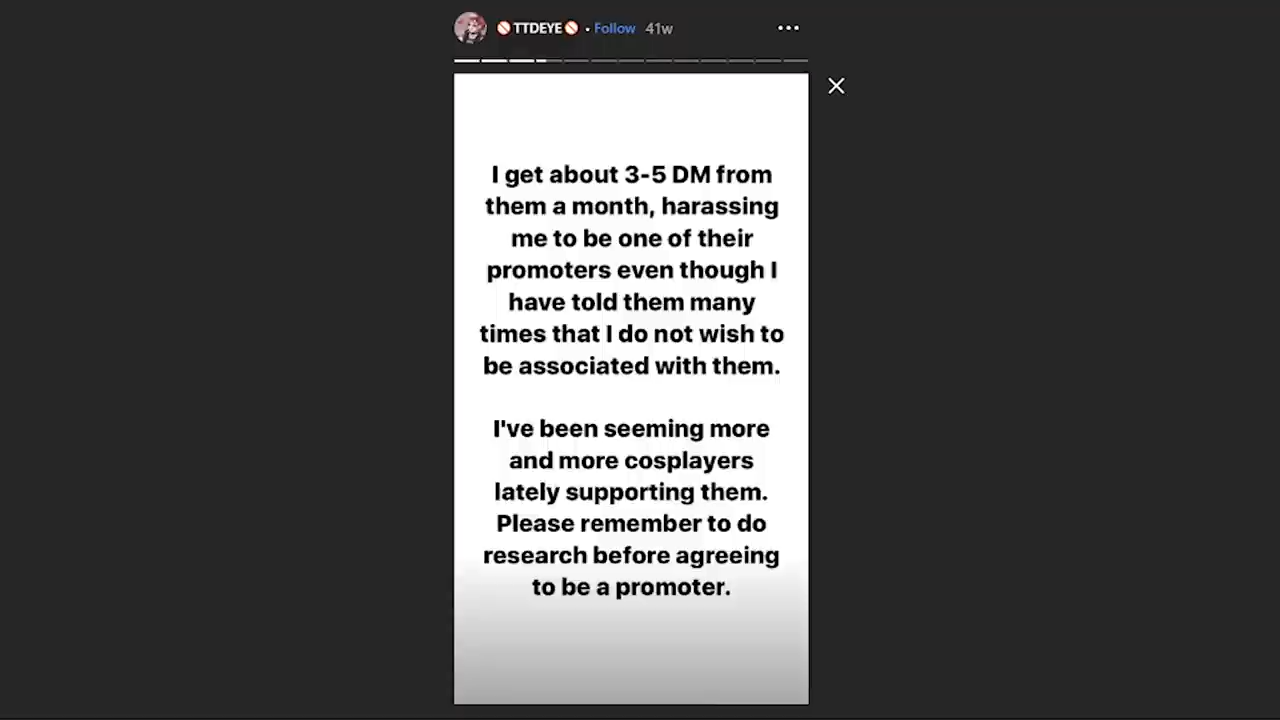 🚫TTDEYE🚫 • Follow 41w
I get about 3-5 DM from
them a month, harassing
me to be one of their
promoters even though I
have told them many
times that I do not wish to
be associated with them.
I've been seeming more
and more cosplayers
lately supporting them.
Please remember to do
research before agreeing
to be a promoter.